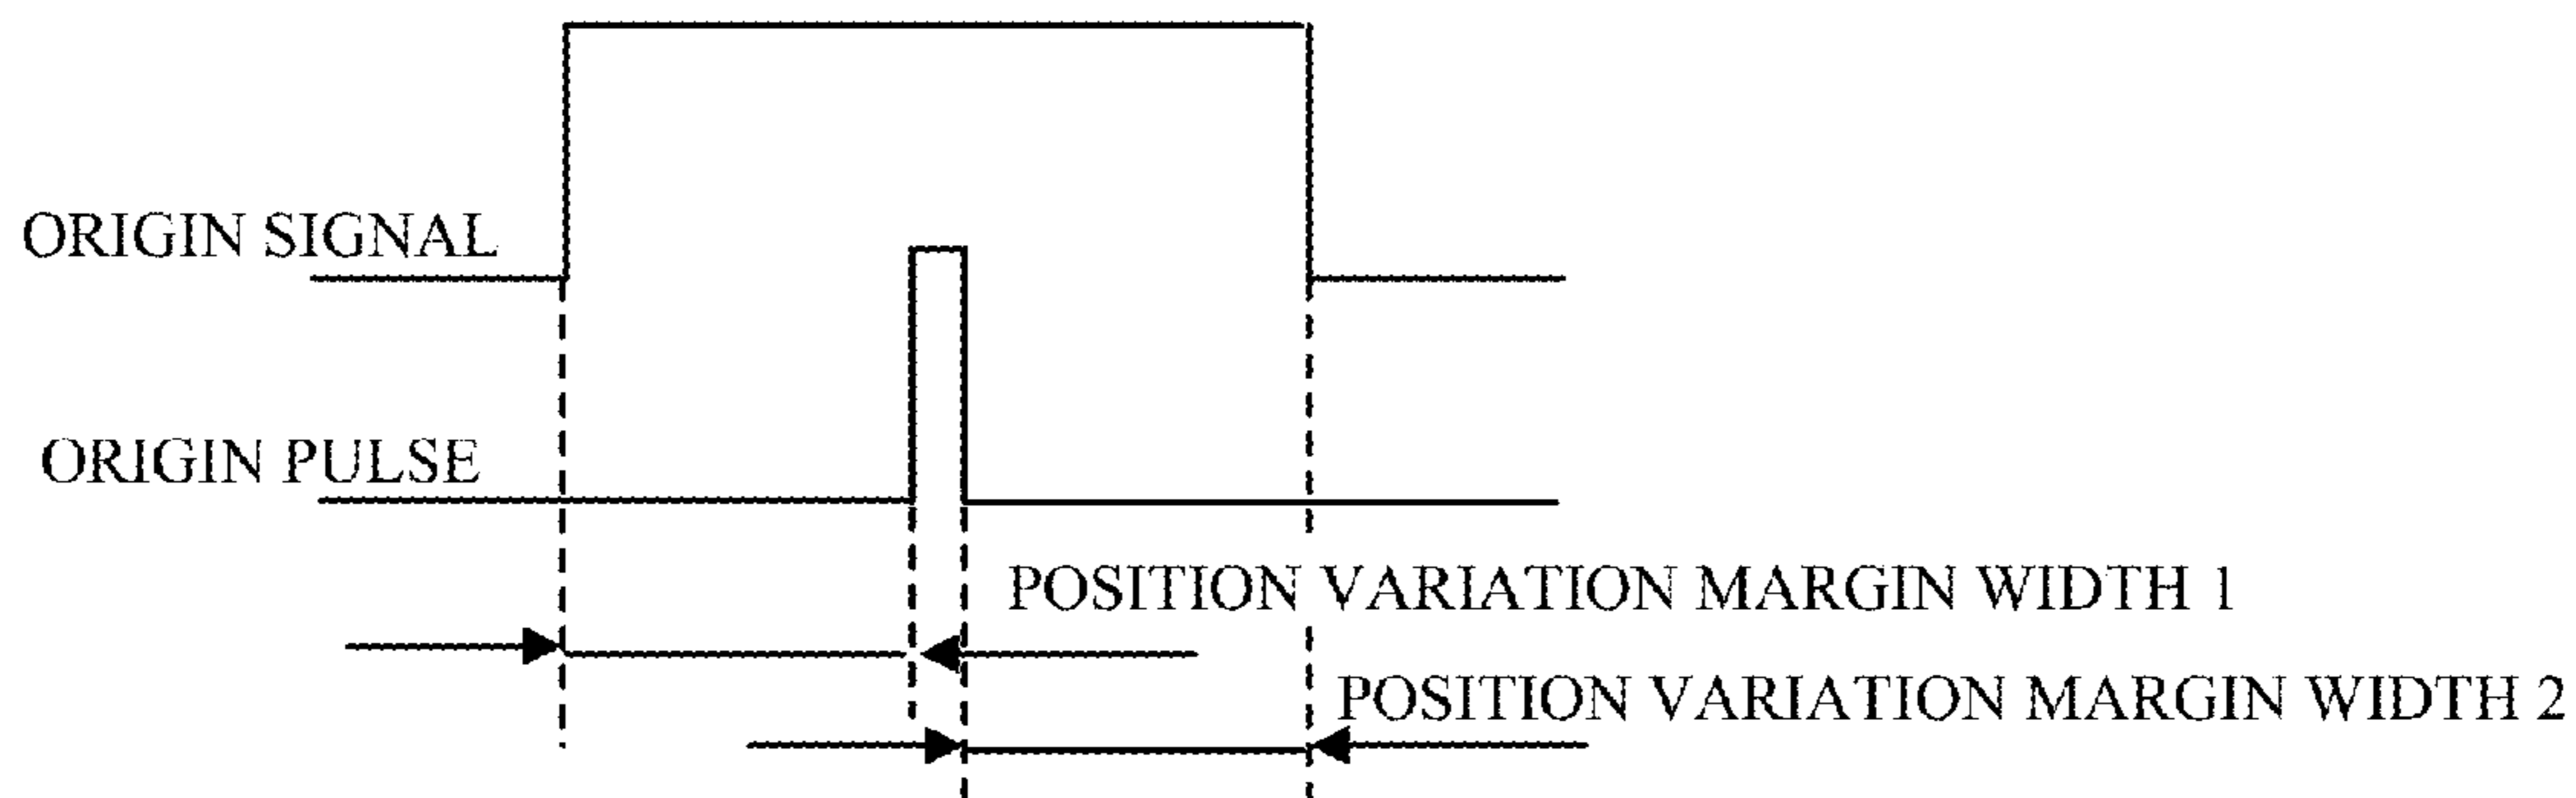 ORIGIN SIGNAL
ORIGIN PULSE
POSITION VARIATION MARGIN WIDTH 1
POSITION VARIATION MARGIN WIDTH 2